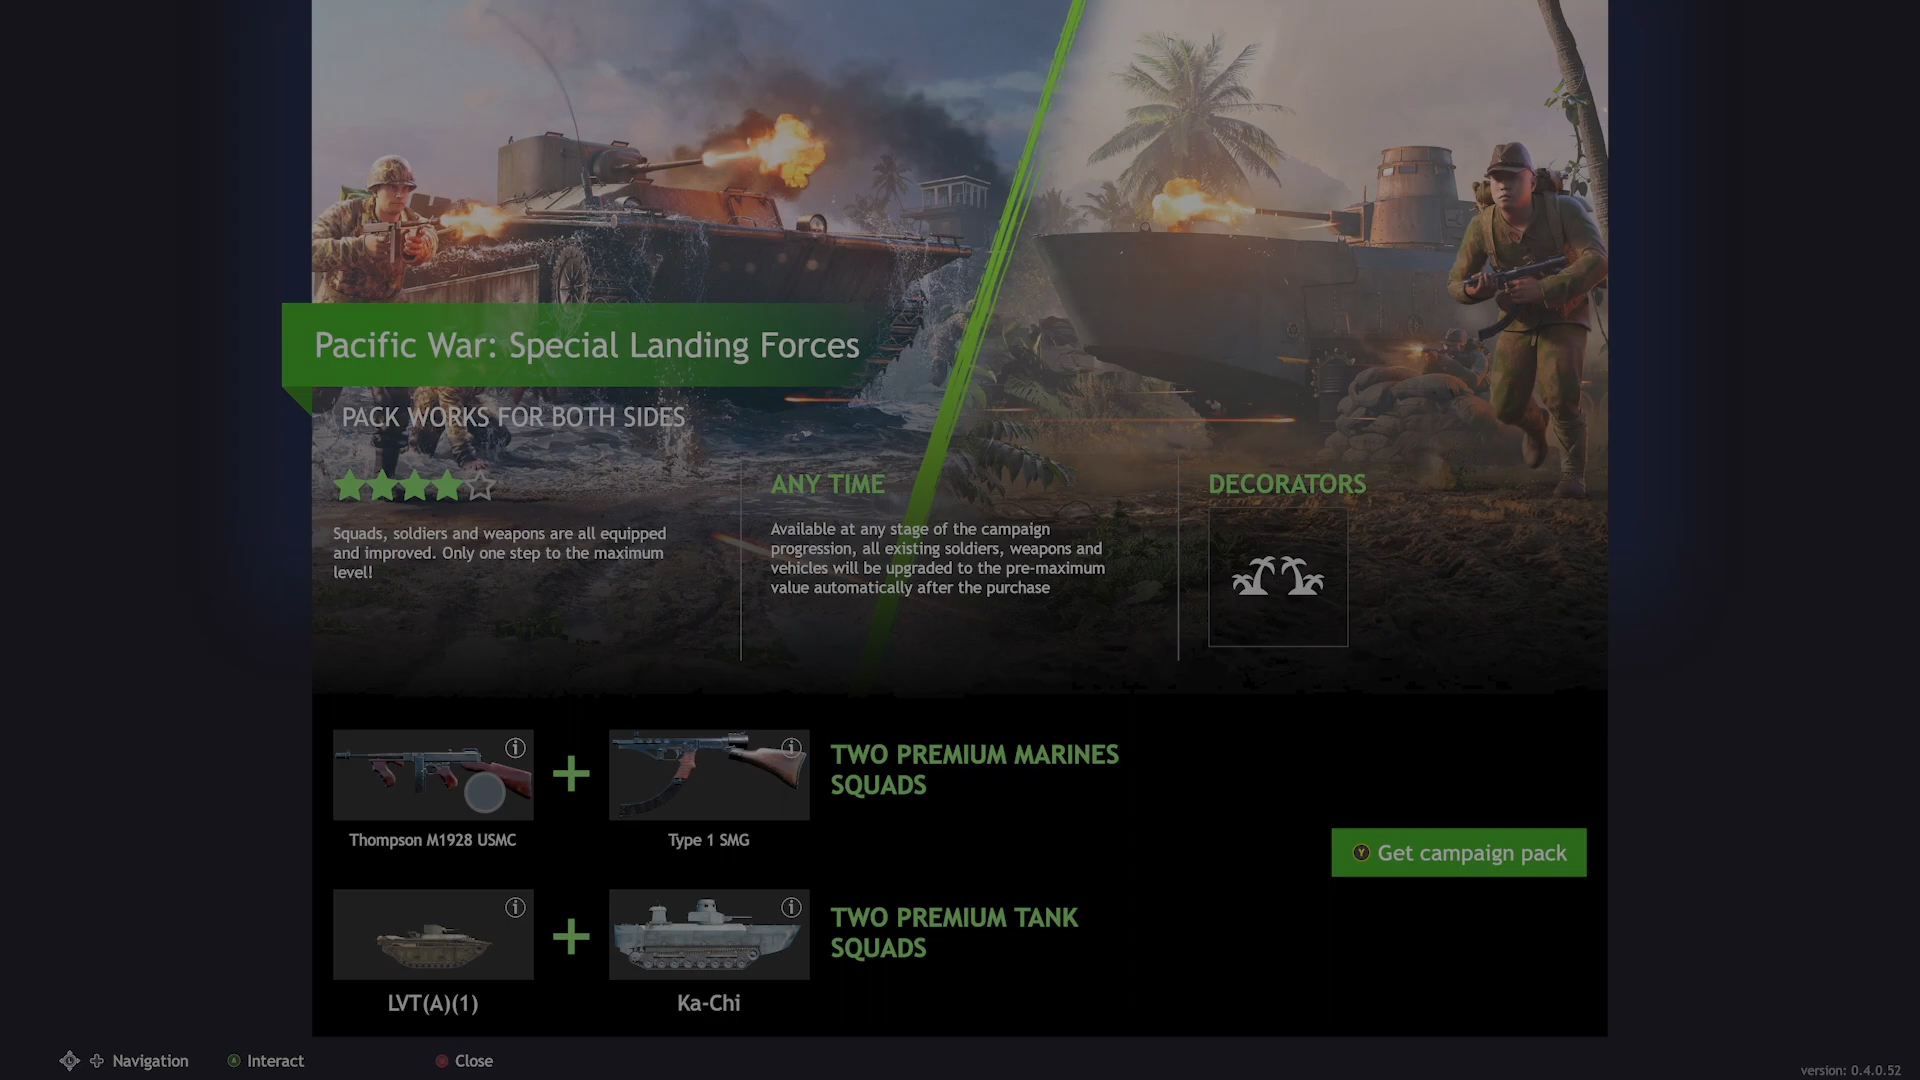 Pacific War: Special Landing Forces
PACK WORKS FOR BOTH SIDES
Squads, soldiers and weapons are all equipped
and improved. Only one step to the maximum
level!
ANY TIME
Available at any stage of the campaign
progression, all existing soldiers, weapons and
vehicles will be upgraded to the pre-maximum
value automatically after the purchase
DECORATORS
Thompson M1928 USMC
Type 1 SMG
TWO PREMIUM MARINES
SQUADS
Y Get campaign pack
LVT(A)(1)
Ka-Chi
TWO PREMIUM TANK
SQUADS
Navigation
Interact
Close
version: 0.4.0.52